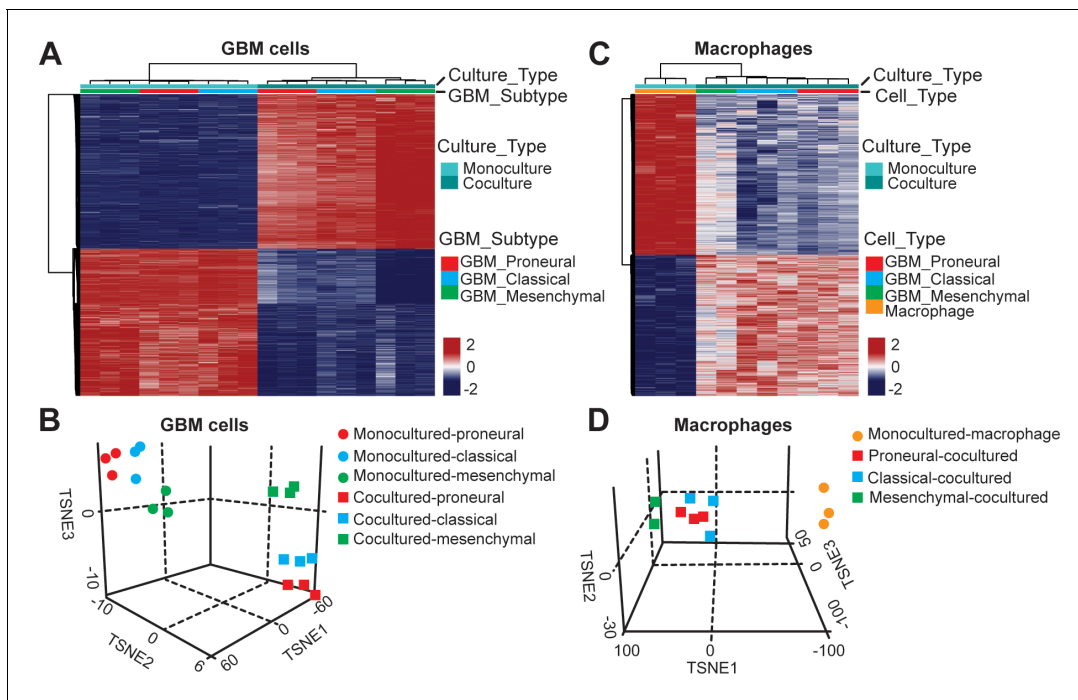 A
GBM cells
Culture_Type
GBM_Subtype
Culture_Type
Monoculture
Coculture
GBM_Subtype
GBM_Proneural
GBM_Classical
GBM_Mesenchymal
2
0
-2
C
Macrophages
Culture_Type
Cell_Type
Culture_Type
Monoculture
Coculture
Cell_Type
GBM_Proneural
GBM_Classical
GBM_Mesenchymal
Macrophage
2
0
-2
B
GBM cells
Monocultured-proneural
Monocultured-classical
Monocultured-mesenchymal
Cocultured-proneural
Cocultured-classical
Cocultured-mesenchymal
TSNE3
0
-10
-10
TSNE2
0
6
60
0
TSNE1
-60
D
Macrophages
Monocultured-macrophage
Proneural-cocultured
Classical-cocultured
Mesenchymal-cocultured
TSNE2
0
-30
100
TSNE1
0
-100
-100
0
50
TSNE3